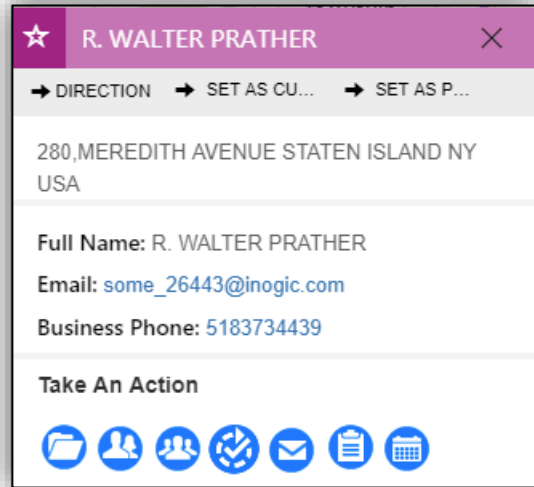 R. WALTER PRATHER
DIRECTION SET AS CU... SET AS P...
280,MEREDITH AVENUE STATEN ISLAND NY
USA
Full Name: R. WALTER PRATHER
Email: some_26443@inogic.com
Business Phone: 5183734439
Take An Action